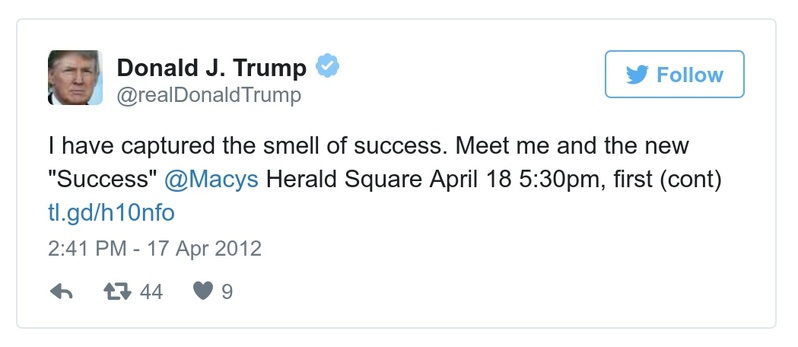 Donald J. Trump
@realDonaldTrump
Follow
I have captured the smell of success. Meet me and the new
"Success" @Macys Herald Square April 18 5:30pm, first (cont)
tl.gd/h10nfo
2:41 PM - 17 Apr 2012
44 9